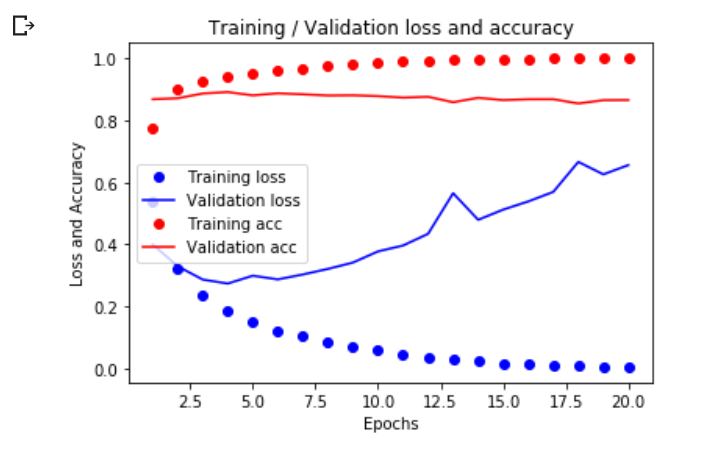 Training / Validation loss and accuracy
Loss and Accuracy
1.0
0.8
0.6
0.4
0.2
0.0
Training loss
Validation loss
Training acc
Validation acc
2.5 5.0 7.5 10.0 12.5 15.0 17.5 20.0
Epochs